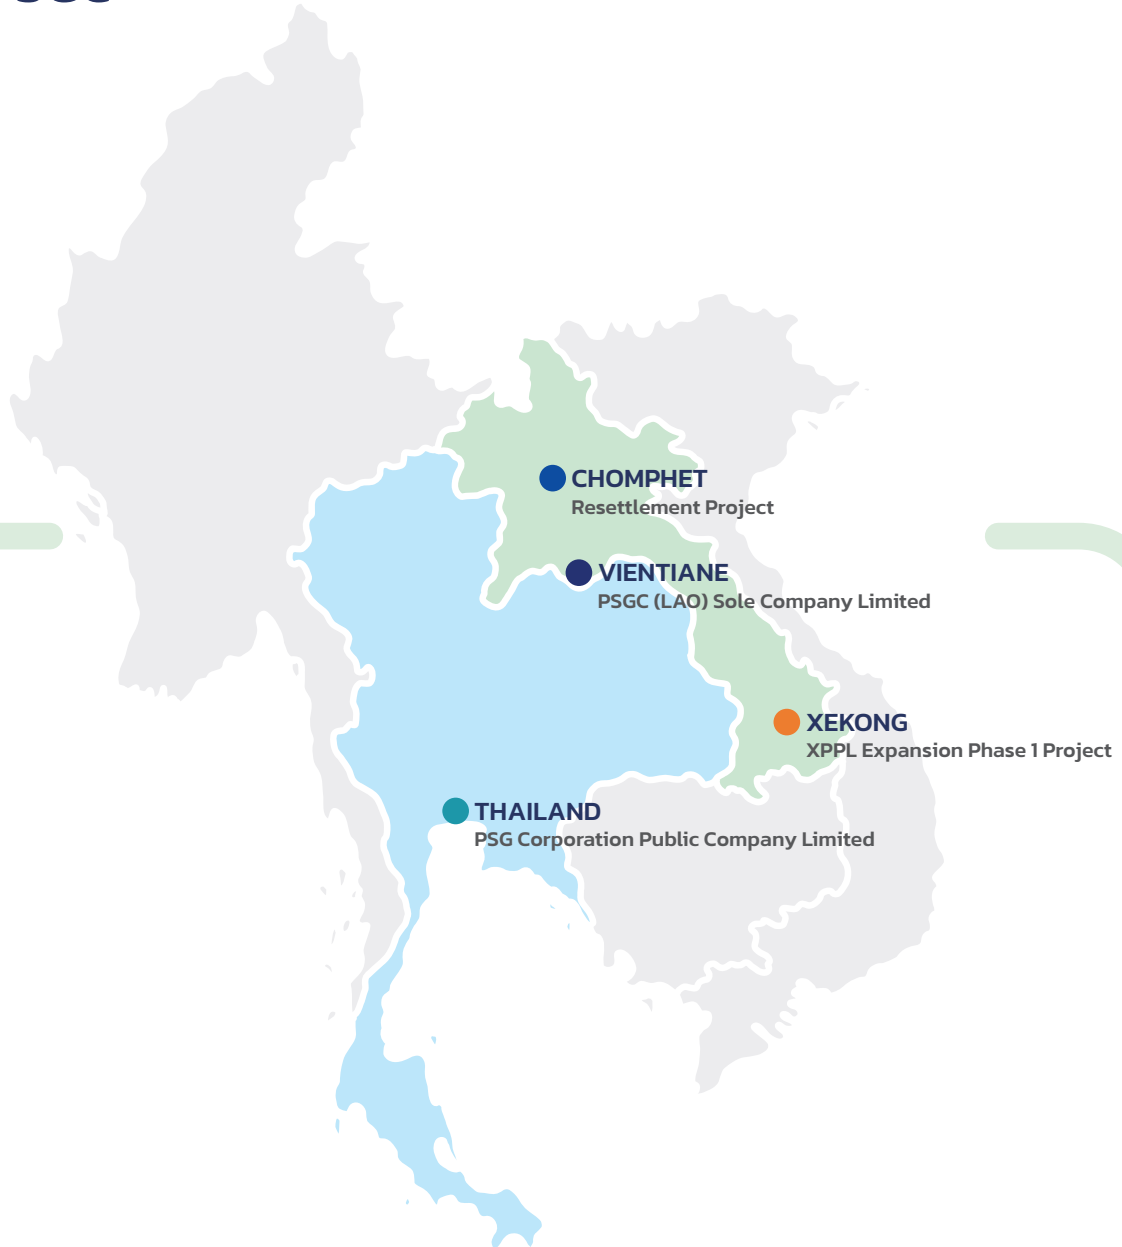 CHOMPHET
Resettlement Project
VIENTIANE
PSGC (LAO) Sole Company Limited
XEKONG
XPPL Expansion Phase 1 Project
THAILAND
PSG Corporation Public Company Limited